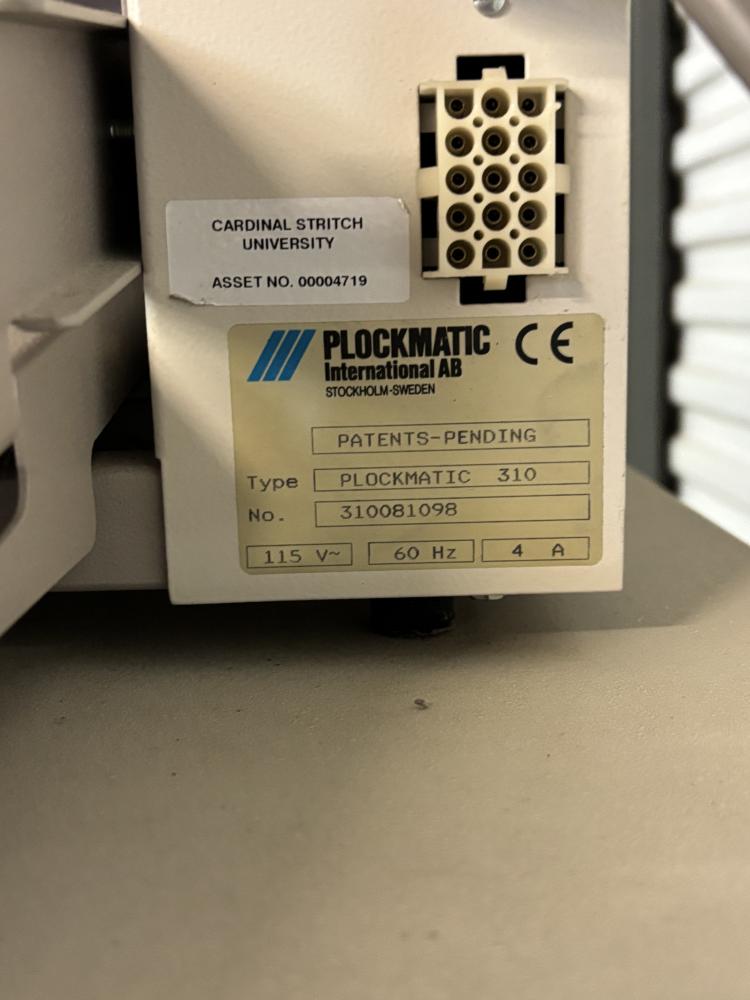 CARDINAL STRITCH
UNIVERSITY
ASSET NO. 00004719
PLOCKMATIC CE
International AB
STOCKHOLM-SWEDEN
PATENTS-PENDING
Type PLOCKMATIC 310
No. 310081098
115 V~ 60 Hz 4 A